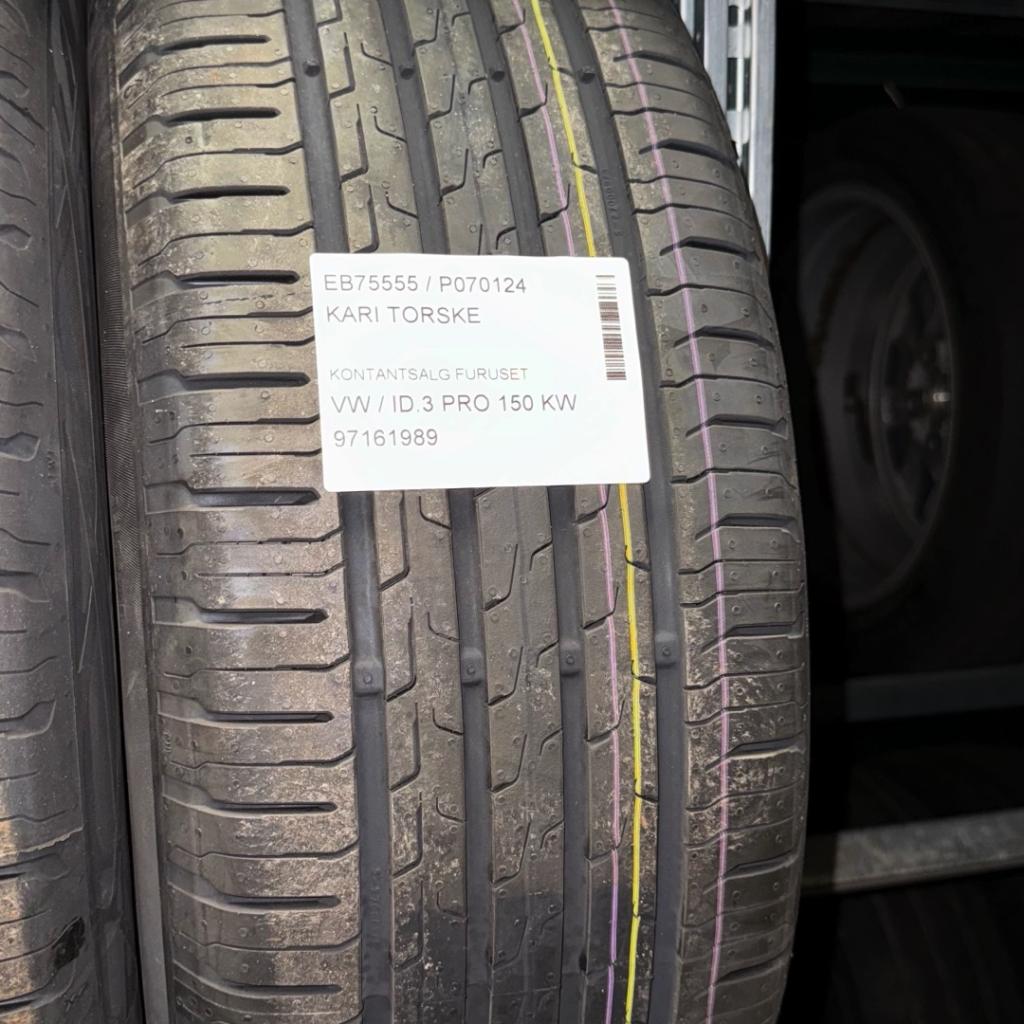 EB75555 / P070124
KARI TORSKE
KONTANTSALG FURUSET
VW / ID.3 PRO 150 KW
97161989